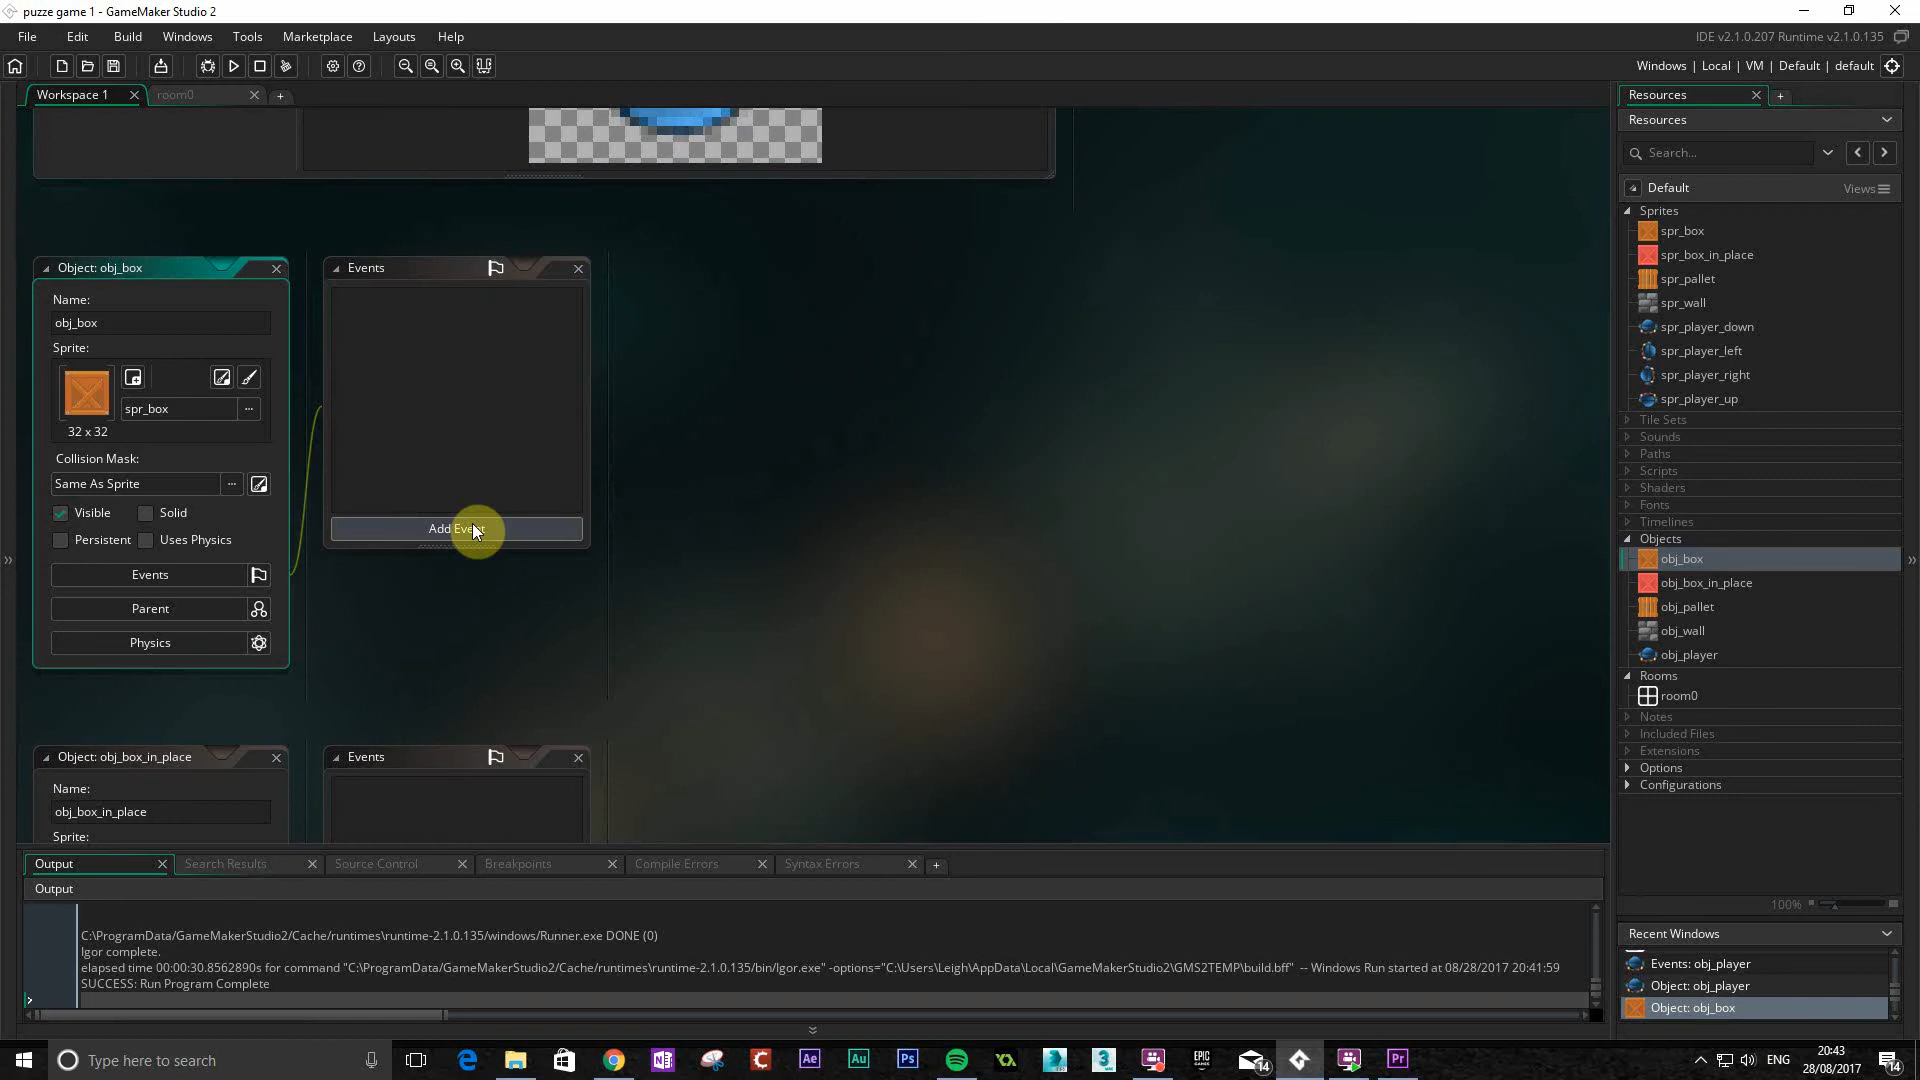 puzze game 1 - GameMaker Studio 2
File Edit Build Windows Tools Marketplace Layouts Help
IDE v2.1.0.207 Runtime v2.1.0.135
Windows | Local | VM | Default | default
Workspace 1
room0
Resources
Resources
Search...
Default
Views
Sprites
spr_box
spr_box_in_place
spr_pallet
spr_wall
spr_player_down
spr_player_left
spr_player_right
spr_player_up
Tile Sets
Sounds
Paths
Scripts
Shaders
Fonts
Timelines
Objects
obj_box
obj_box_in_place
obj_pallet
obj_wall
obj_player
Rooms
room0
Notes
Included Files
Extensions
Options
Configurations
100%
Recent Windows
Events: obj_player
Object: obj_player
Object: obj_box
Object: obj_box
Name:
obj_box
Sprite:
spr_box
32 x 32
Collision Mask:
Same As Sprite
Visible Solid
Persistent Uses Physics
Events
Parent
Physics
Events
Add Event
Object: obj_box_in_place
Name:
obj_box_in_place
Sprite:
Events
Output Search Results Source Control Breakpoints Compile Errors Syntax Errors
Output
C:\ProgramData/GameMakerStudio2/Cache/runtimes\runtime-2.1.0.135/windows/Runner.exe DONE (0)
Igor complete.
elapsed time 00:00:30.8562890s for command "C:\ProgramData/GameMakerStudio2/Cache/runtimes\runtime-2.1.0.135/bin/Igor.exe" -options="C:\Users\Leigh\AppData\Local\GameMakerStudio2\GMS2TEMP\build.bff" -- Windows Run started at 08/28/2017 20:41:59
SUCCESS: Run Program Complete
Type here to search
Ae
Au
Ps
EPIC GAMES
14
Pr
ENG
20:43
28/08/2017
14